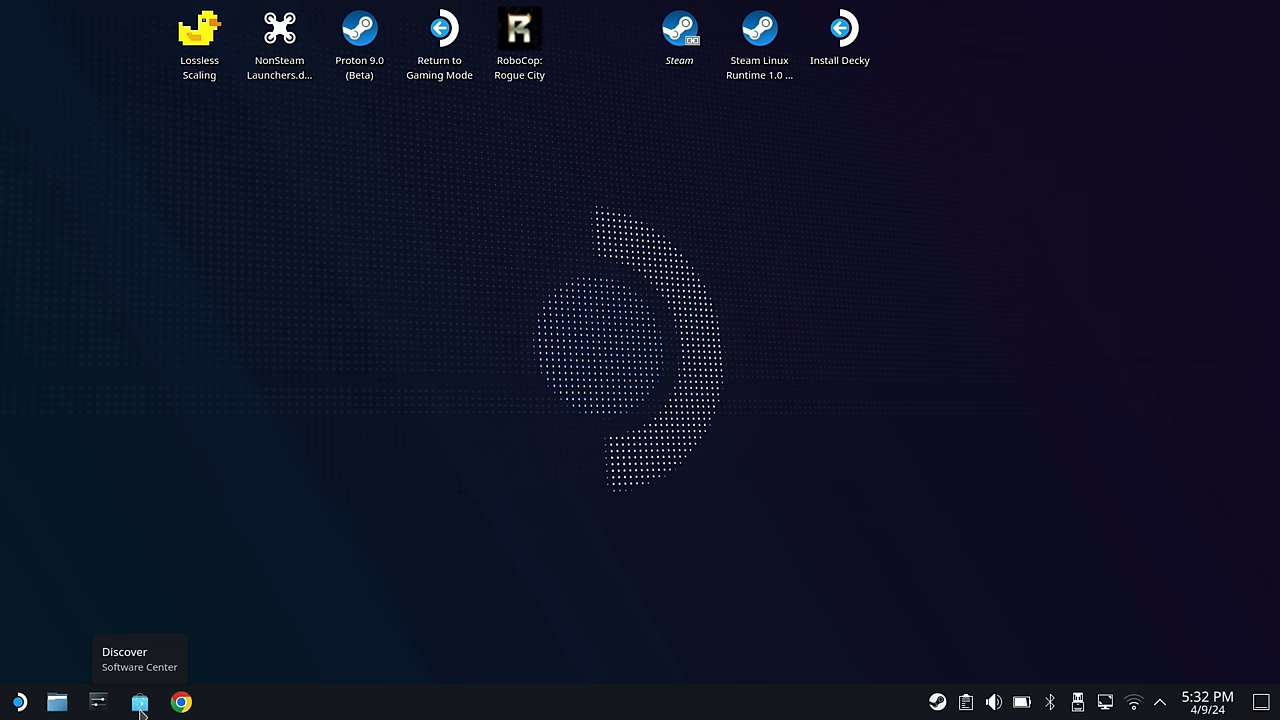 Lossless
Scaling
NonSteam
Launchers.d...
Proton 9.0
(Beta)
Return to
Gaming Mode
RoboCop:
Rogue City
Steam
Steam Linux
Runtime 1.0 ...
Install Decky
Discover
Software Center
5:32 PM
4/9/24